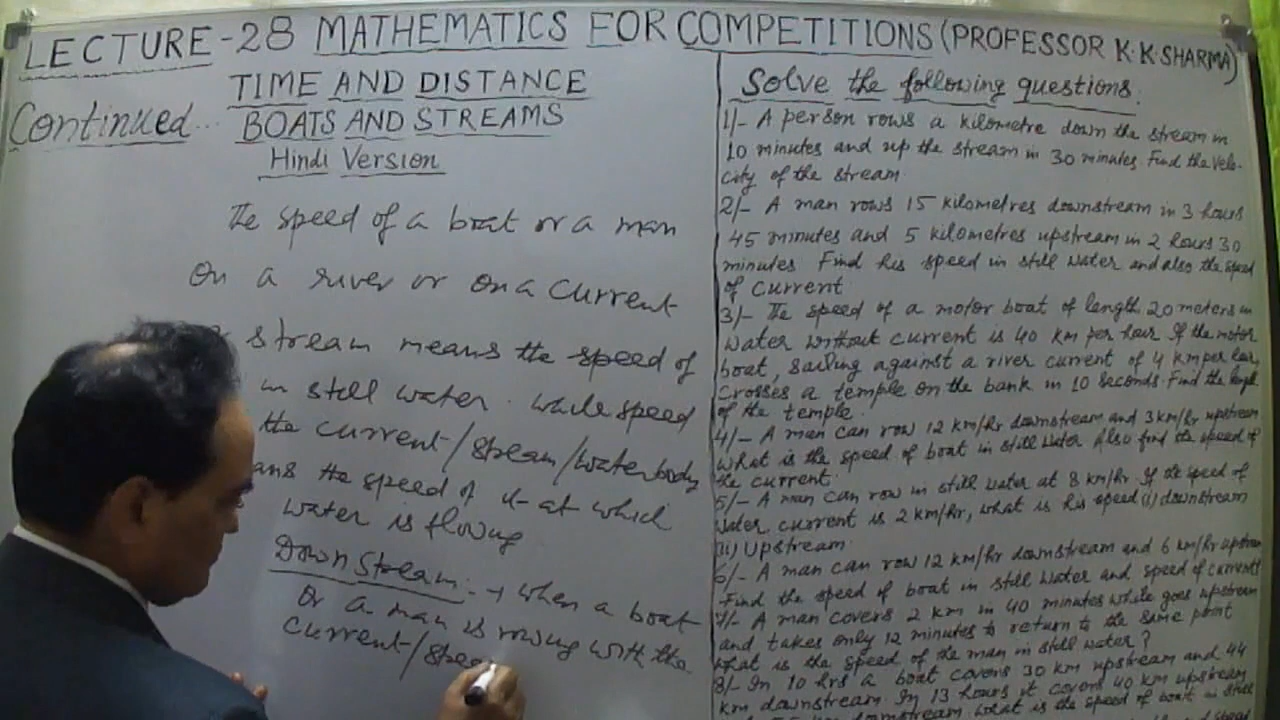 LECTURE-28 MATHEMATICS FOR COMPETITIONS (PROFESSOR K.K.SHARMA)
TIME AND DISTANCE
Continued... BOATS AND STREAMS
Hindi Version
The speed of a boat or a man
on a river or on a current
stream means the speed of
in still water. while speed
the current/stream/waterbody
ans the speed of it at which
water is flowing
Down Stream:→ when a boat
or a man is rowing with the
current/
Solve the following questions.
1/- A person rows a kilometre down the stream in
10 minutes and up the stream in 30 minutes. Find the velo-
city of the stream.
2/- A man rows 15 kilometres downstream in 3 hours
45 minutes and 5 kilometres upstream in 2 hours 30
minutes Find his speed in still water and also the speed
of current.
3/- The speed of a motor boat of length 20 meters in
water without current is 40 km per hour. If the motor
boat, sailing against a river current of 4 km per hour,
crosses a temple on the bank in 10 seconds. Find the length
of the temple.
4/- A man can row 12 km/hr downstream and 3 km/hr upstream
what is the speed of boat in still water Also find the speed of
the current.
5/- A man can row in still water at 8 km/hr If the speed of
water current is 2 km/hr, what is his speed (i) downstream
(ii) Upstream.
6/- A man can row 12 km/hr downstream and 6 km/hr upstream
Find the speed of boat in still water and speed of current
7/- A man covers 2 km in 40 minutes while goes upstream
and takes only 12 minutes to return to the same point
what is the speed of the man in still water?
8/- In 10 hrs a boat covers 30 km upstream and 44
km downstream. In 13 hours it covers 40 km upstream
km downstream what is the speed of boat in still